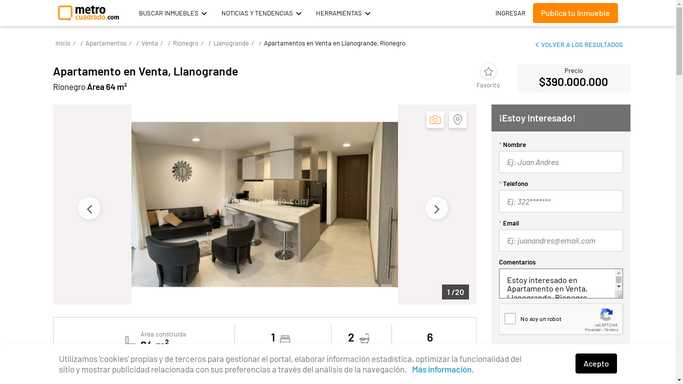 metro
cuadrado.com
BUSCAR INMUEBLES
NOTICIAS Y TENDENCIAS
HERRAMIENTAS
INGRESAR
Publica tu Inmueble
Inicio / / Apartamentos / / Venta / / Rionegro / / Llanogrande / / Apartamentos en Venta en Llanogrande, Rionegro
VOLVER A LOS RESULTADOS
Apartamento en Venta, Llanogrande
Rionegro Area 64 m²
Favorito
Precio
$390.000.000
¡Estoy Interesado!
* Nombre
Ej: Juan Andres
* Telefono
Ej: 322*******
* Email
Ej: juanandres@email.com
Comentarios
Estoy interesado en
Apartamento en Venta,
Llanogrande, Rionegro
No soy un robot
reCAPTCHA
Privacidad - Términos
1 / 20
Área construida
64 m²
1
2
6
Utilizamos 'cookies' propias y de terceros para gestionar el portal, elaborar información estadística, optimizar la funcionalidad del
sitio y mostrar publicidad relacionada con sus preferencias a través del análisis de la navegación. Más información.
Acepto